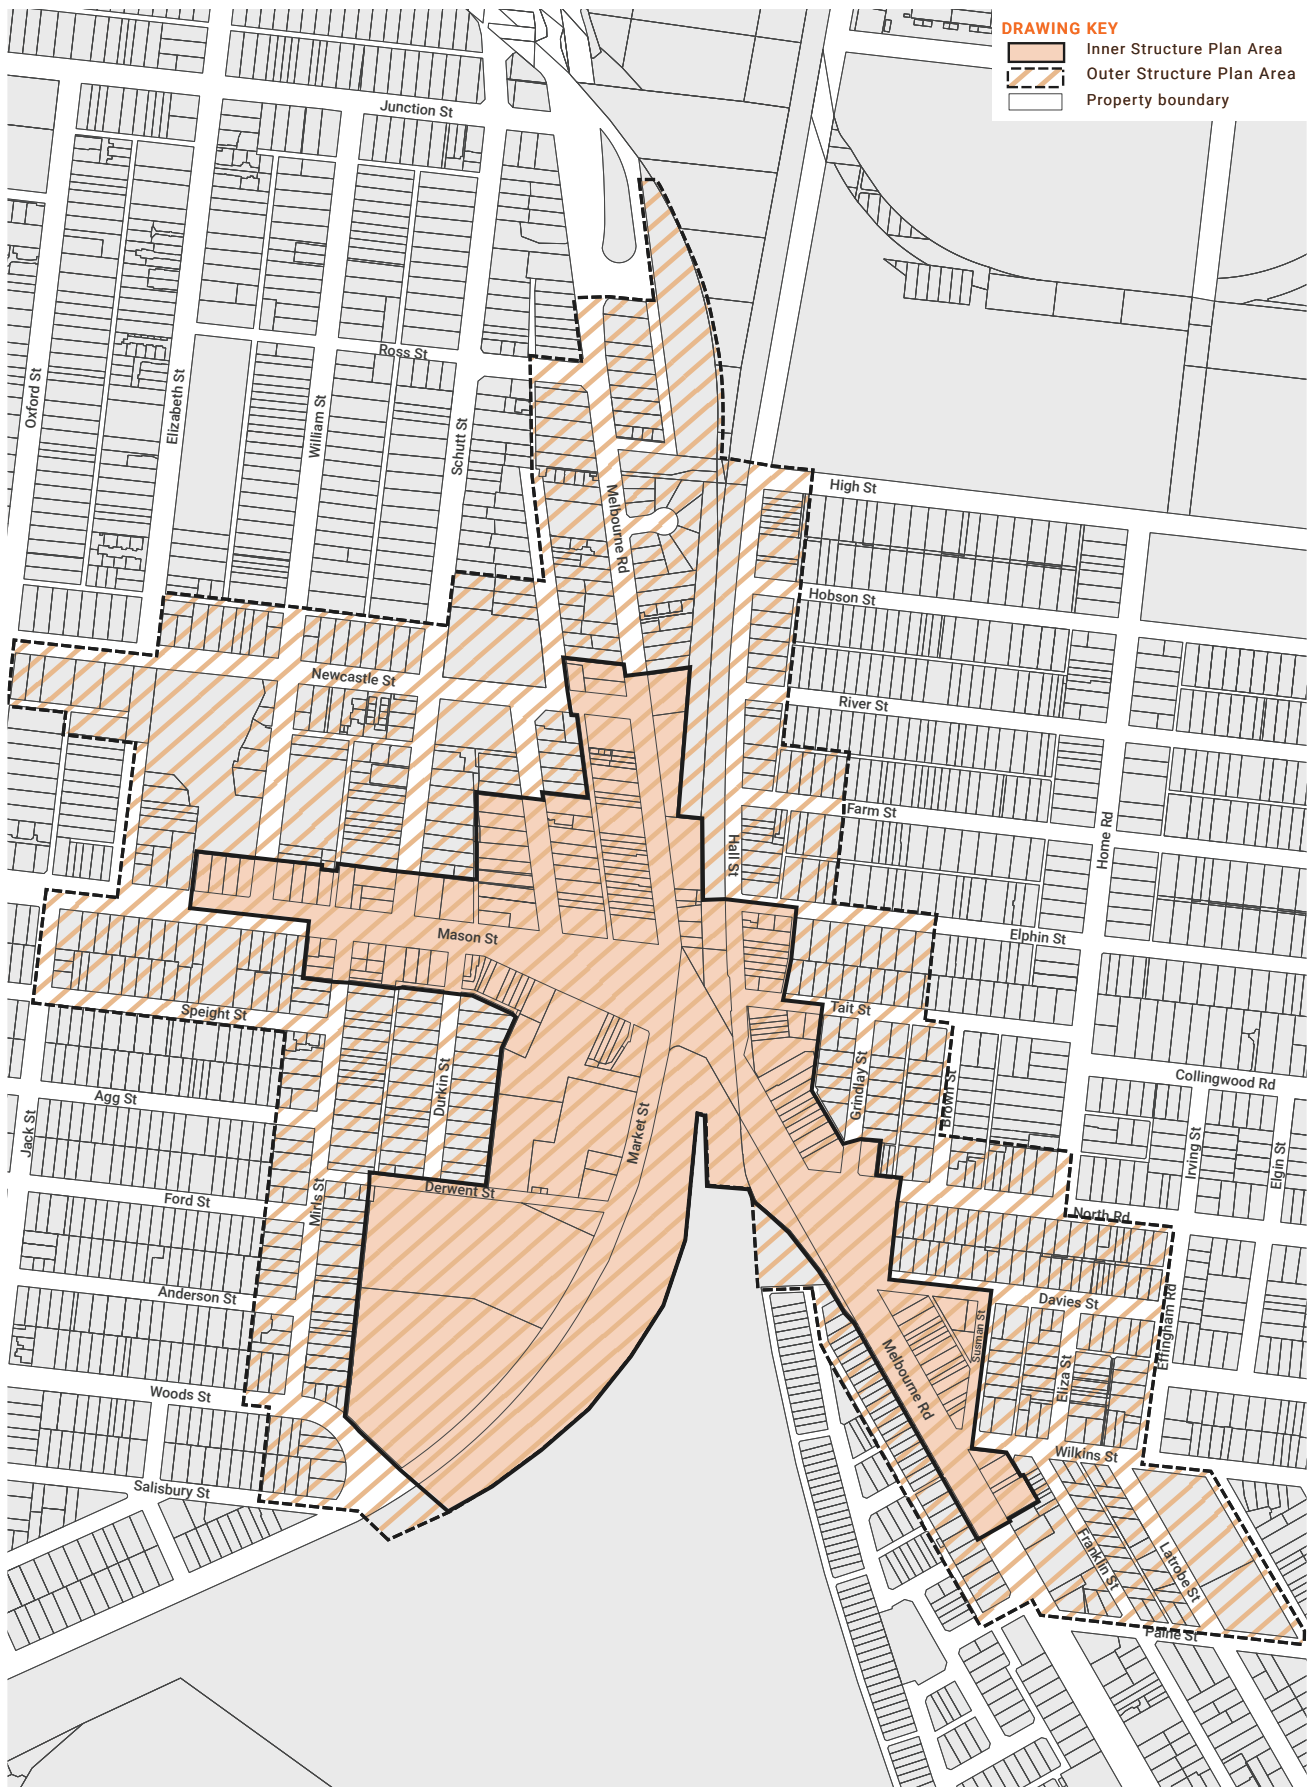 DRAWING KEY
Inner Structure Plan Area
Outer Structure Plan Area
Property boundary
Junction St
Ross St
Oxford St
Elizabeth St
William St
Schutt St
Melbourne Rd
High St
Hobson St
Newcastle St
River St
Farm St
Hall St
Home Rd
Mason St
Elphin St
Speight St
Tait St
Agg St
Jack St
Durkin St
Grindlay St
Brown St
Collingwood Rd
Market St
Irving St
Elgin St
Derwent St
Ford St
Mirls St
North Rd
Anderson St
Davies St
Susman St
Effingham Rd
Eliza St
Melbourne Rd
Woods St
Wilkins St
Salisbury St
Franklin St
Latrobe St
Paine St